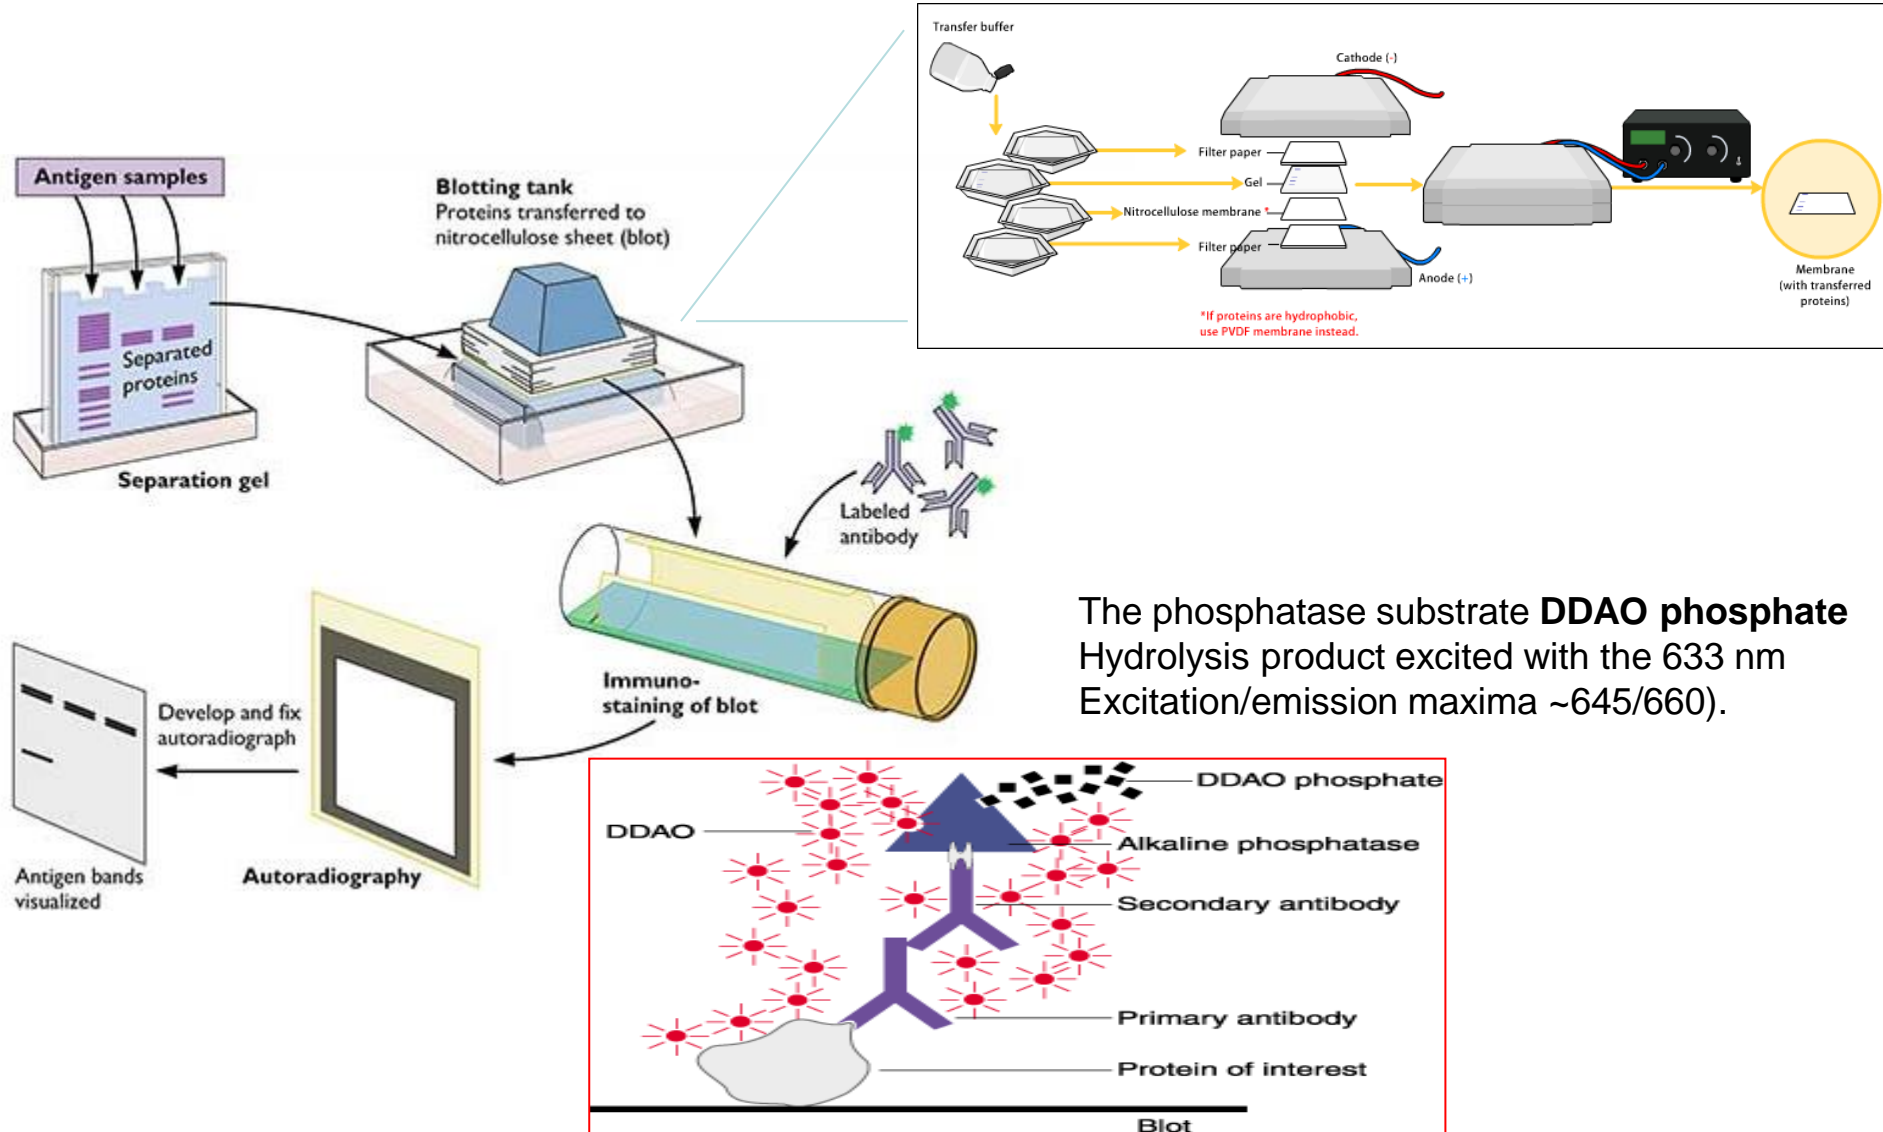 Transfer buffer
Cathode (-)
Filter paper
Gel
Nitrocellulose membrane *
Filter paper
Anode (+)
Membrane
(with transferred
proteins)
*If proteins are hydrophobic,
use PVDF membrane instead.
Antigen samples
Separated
proteins
Separation gel
Blotting tank
Proteins transferred to
nitrocellulose sheet (blot)
Labeled
antibody
Immuno-
staining of blot
Develop and fix
autoradiograph
Autoradiography
Antigen bands
visualized
The phosphatase substrate DDAO phosphate
Hydrolysis product excited with the 633 nm
Excitation/emission maxima ~645/660).
DDAO phosphate
DDAO
Alkaline phosphatase
Secondary antibody
Primary antibody
Protein of interest
Blot